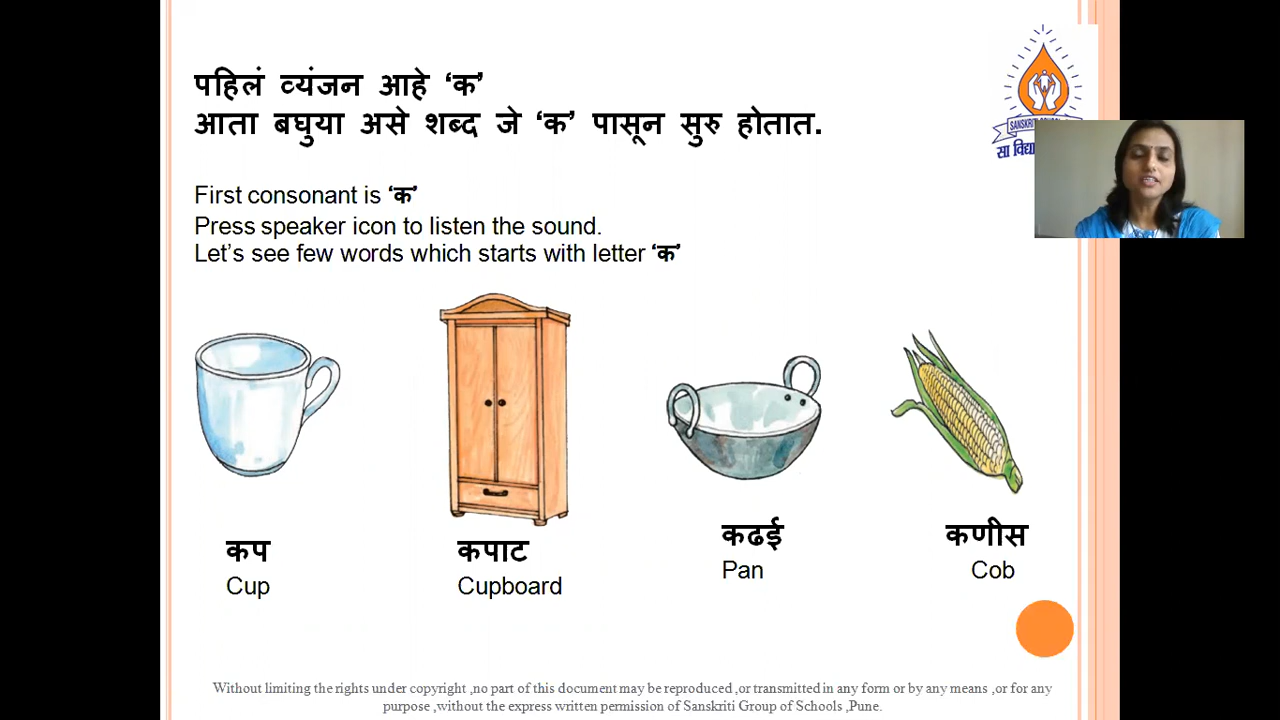 पहिलं व्यंजन आहे ‘क’
आता बघुया असे शब्द जे ‘क’ पासून सुरु होतात.
First consonant is ‘क’
Press speaker icon to listen the sound.
Let’s see few words which starts with letter ‘क’
SANSKRITI
सा विद्या
कप
Cup
कपाट
Cupboard
कढई
Pan
कणीस
Cob
Without limiting the rights under copyright ,no part of this document may be reproduced ,or transmitted in any form or by any means ,or for any
purpose ,without the express written permission of Sanskriti Group of Schools ,Pune.